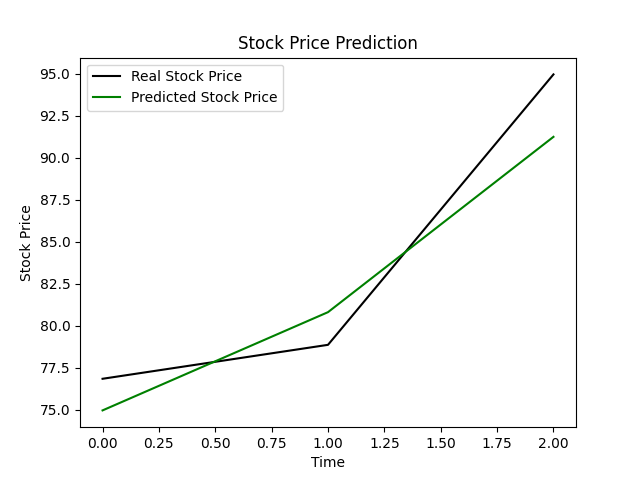 Stock Price Prediction
Real Stock Price
Predicted Stock Price
95.0
92.5
90.0
87.5
85.0
82.5
80.0
77.5
75.0
Stock Price
0.00 0.25 0.50 0.75 1.00 1.25 1.50 1.75 2.00
Time